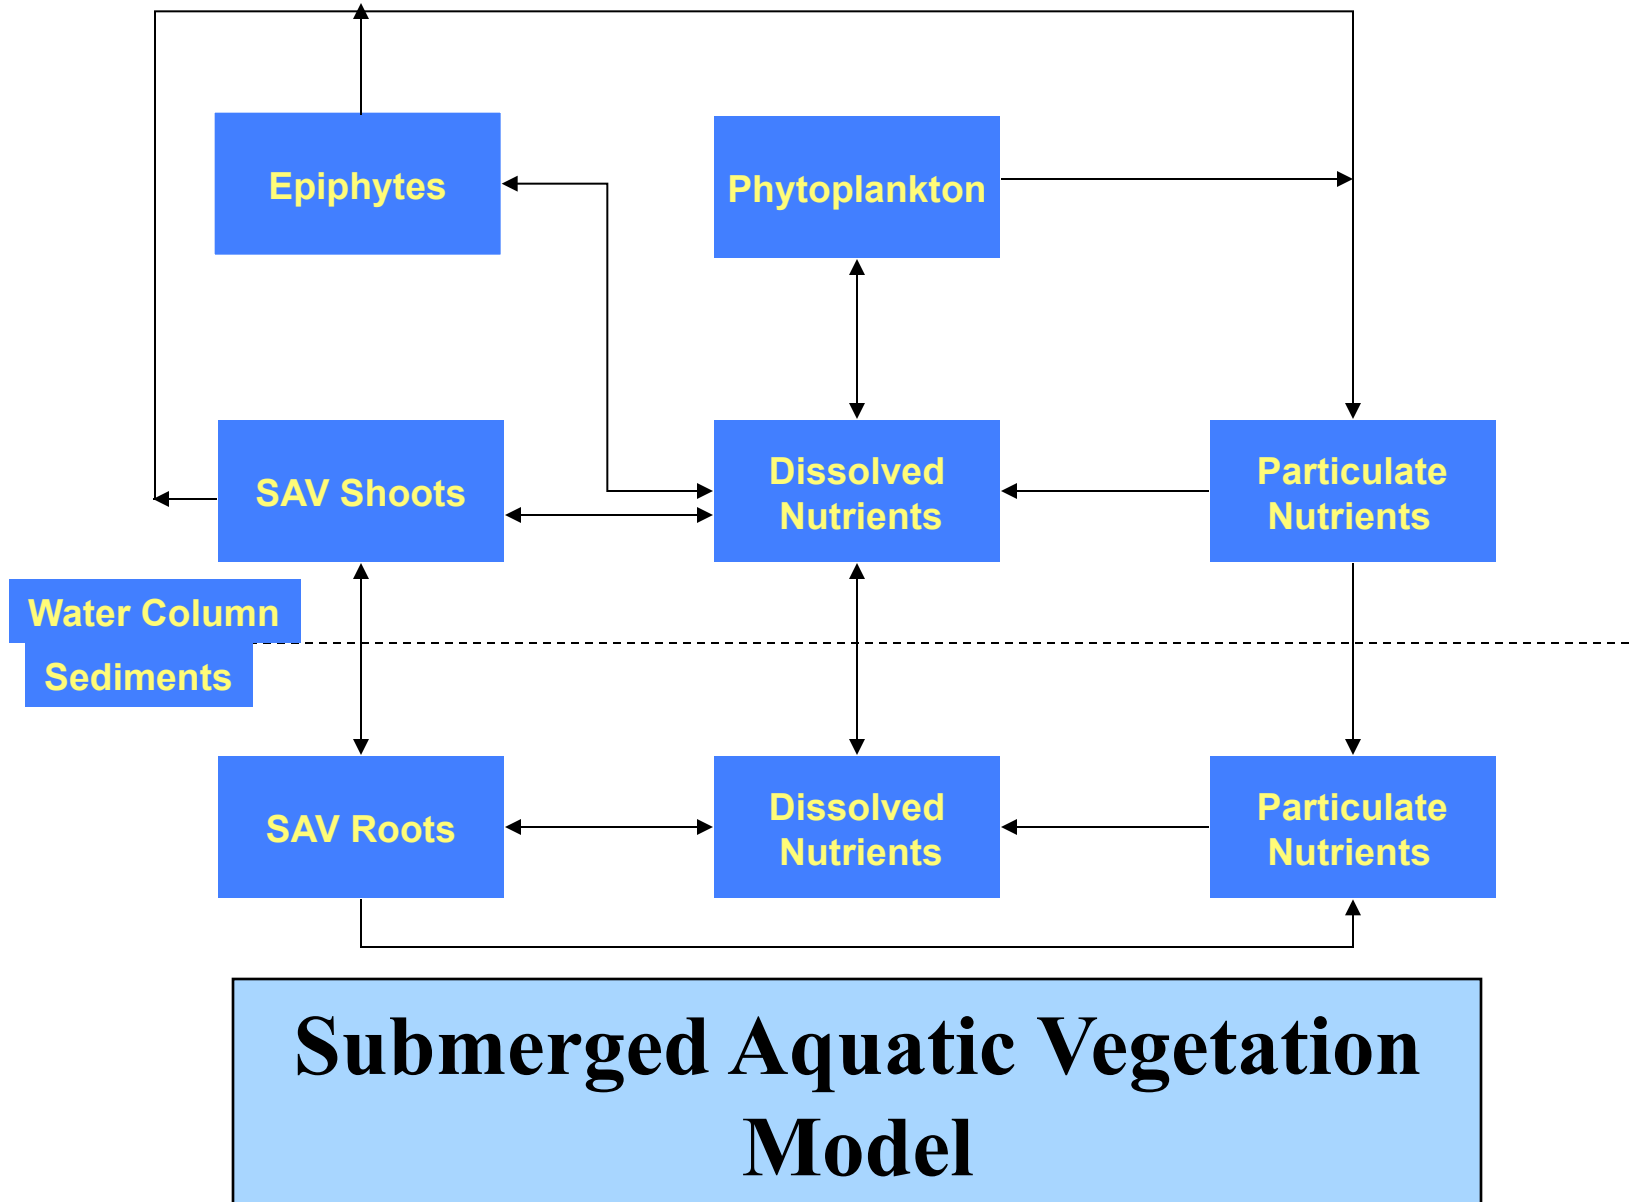 Epiphytes
Phytoplankton
SAV Shoots
Dissolved
Nutrients
Particulate
Nutrients
Water Column
Sediments
SAV Roots
Dissolved
Nutrients
Particulate
Nutrients
Submerged Aquatic Vegetation
Model